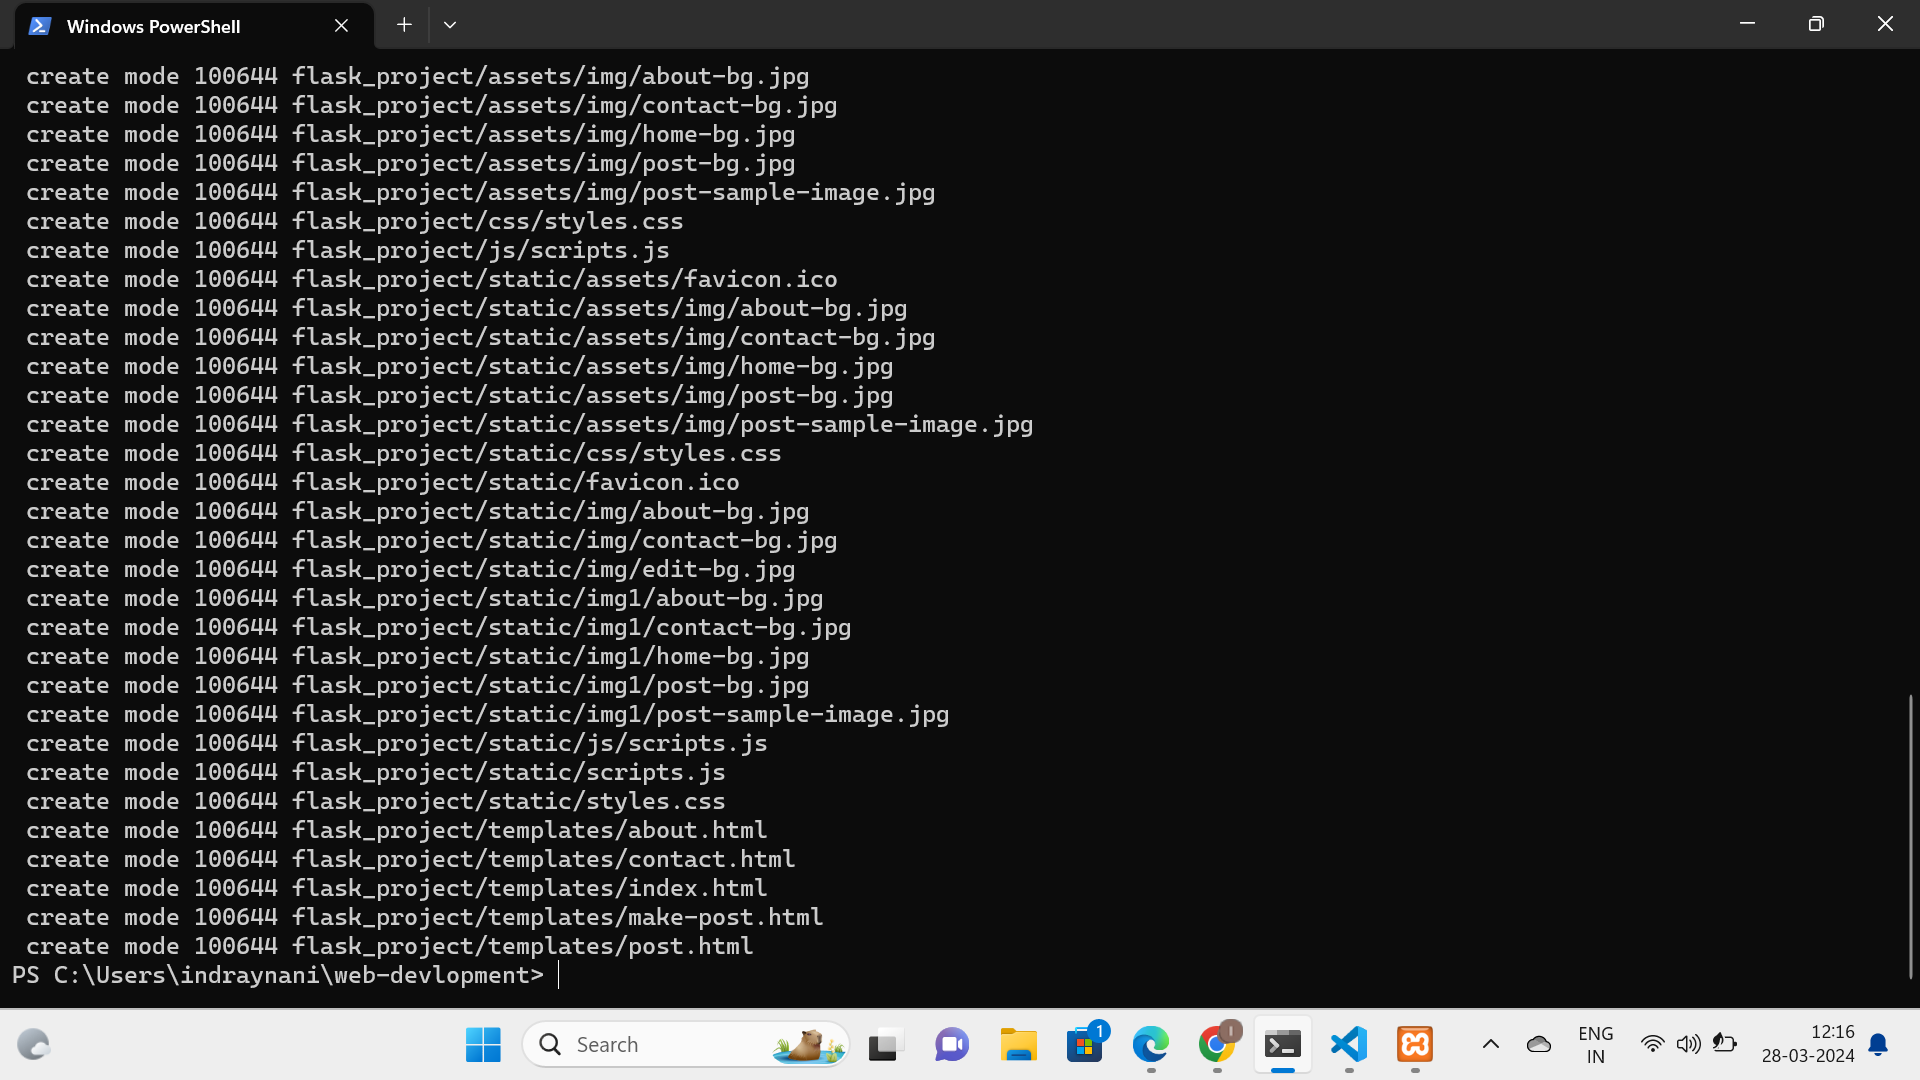 Windows PowerShell
create mode 100644 flask_project/assets/img/about-bg.jpg
create mode 100644 flask_project/assets/img/contact-bg.jpg
create mode 100644 flask_project/assets/img/home-bg.jpg
create mode 100644 flask_project/assets/img/post-bg.jpg
create mode 100644 flask_project/assets/img/post-sample-image.jpg
create mode 100644 flask_project/css/styles.css
create mode 100644 flask_project/js/scripts.js
create mode 100644 flask_project/static/assets/favicon.ico
create mode 100644 flask_project/static/assets/img/about-bg.jpg
create mode 100644 flask_project/static/assets/img/contact-bg.jpg
create mode 100644 flask_project/static/assets/img/home-bg.jpg
create mode 100644 flask_project/static/assets/img/post-bg.jpg
create mode 100644 flask_project/static/assets/img/post-sample-image.jpg
create mode 100644 flask_project/static/css/styles.css
create mode 100644 flask_project/static/favicon.ico
create mode 100644 flask_project/static/img/about-bg.jpg
create mode 100644 flask_project/static/img/contact-bg.jpg
create mode 100644 flask_project/static/img/edit-bg.jpg
create mode 100644 flask_project/static/img1/about-bg.jpg
create mode 100644 flask_project/static/img1/contact-bg.jpg
create mode 100644 flask_project/static/img1/home-bg.jpg
create mode 100644 flask_project/static/img1/post-bg.jpg
create mode 100644 flask_project/static/img1/post-sample-image.jpg
create mode 100644 flask_project/static/js/scripts.js
create mode 100644 flask_project/static/scripts.js
create mode 100644 flask_project/static/styles.css
create mode 100644 flask_project/templates/about.html
create mode 100644 flask_project/templates/contact.html
create mode 100644 flask_project/templates/index.html
create mode 100644 flask_project/templates/make-post.html
create mode 100644 flask_project/templates/post.html
PS C:\Users\indraynani\web-devlopment>
Search
1
ENG
IN
12:16
28-03-2024